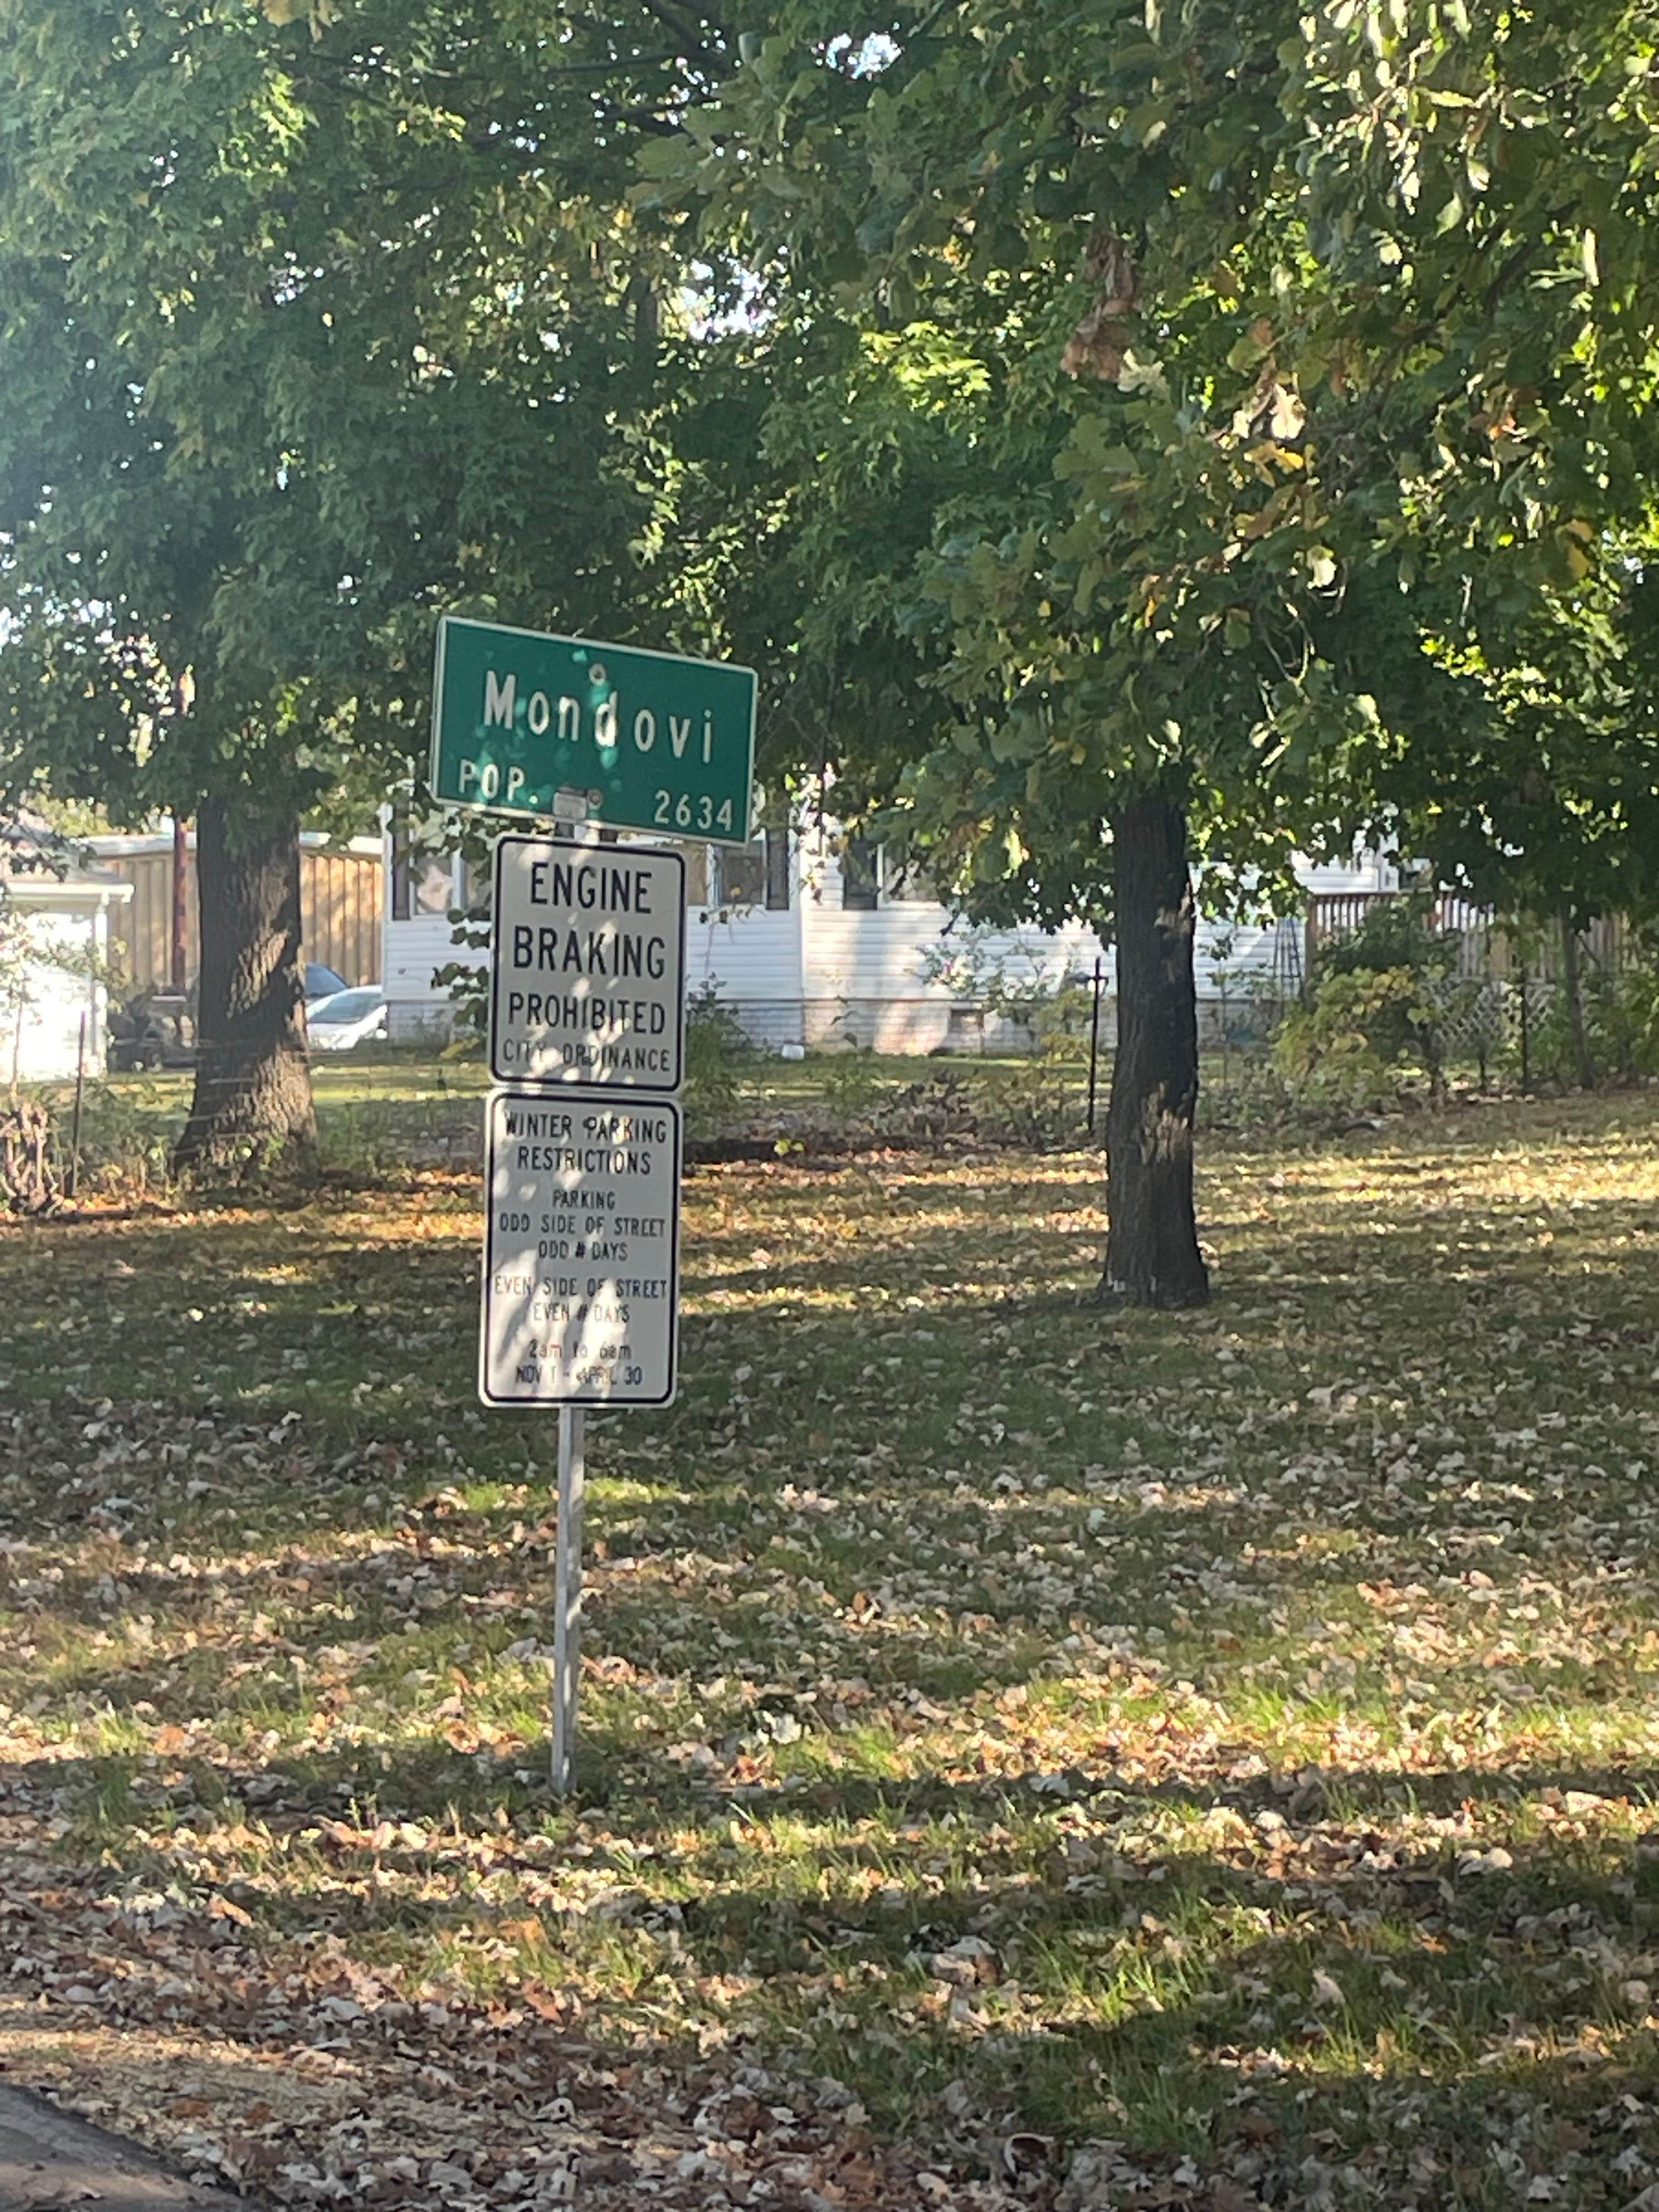 Mondovi
POP. 2634
ENGINE
BRAKING
PROHIBITED
CITY ORDINANCE
WINTER PARKING
RESTRICTIONS
PARKING
ODD SIDE OF STREET
ODD # DAYS
EVEN SIDE OF STREET
EVEN # DAYS
2am to 6am
NOV 1 - APRIL 30